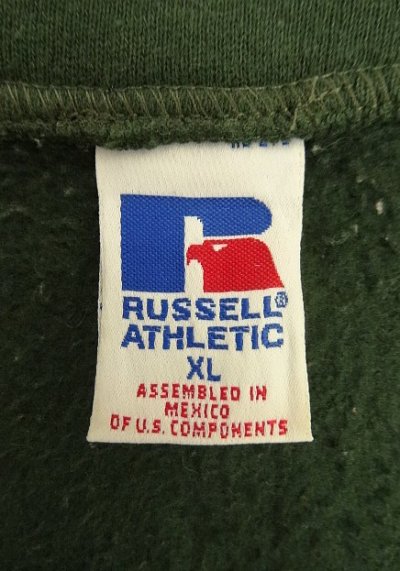 RUSSELL®
ATHLETIC
XL
ASSEMBLED IN
MEXICO
OF U.S. COMPONENTS